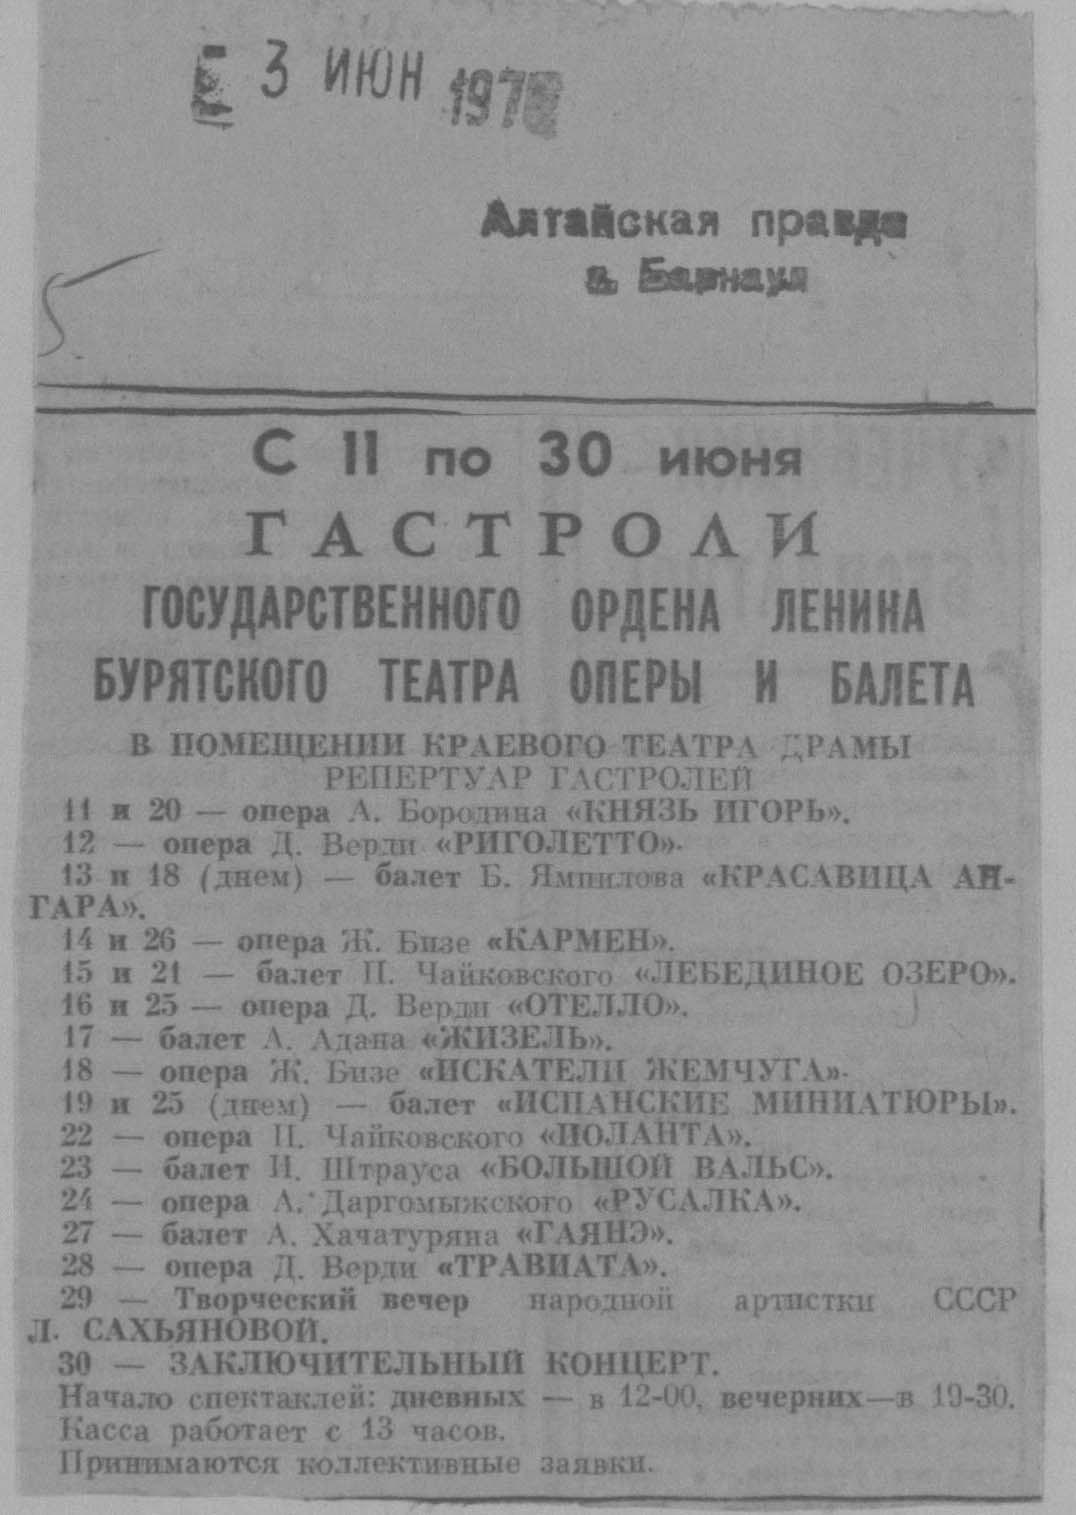 3 ИЮН 197
Алтайская правда
г. Барнаул
С 11 по 30 июня
ГАСТРОЛИ
ГОСУДАРСТВЕННОГО ОРДЕНА ЛЕНИНА
БУРЯТСКОГО ТЕАТРА ОПЕРЫ И БАЛЕТА
В ПОМЕЩЕНИИ КРАЕВОГО ТЕАТРА ДРАМЫ
РЕПЕРТУАР ГАСТРОЛЕЙ
11 и 20 — опера А. Бородина «КНЯЗЬ ИГОРЬ».
12 — опера Д. Верди «РИГОЛЕТТО».
13 и 18 (днем) — балет Б. Ямпилова «КРАСАВИЦА АН-
ГАРА».
14 и 26 — опера Ж. Бизе «КАРМЕН».
15 и 21 — балет П. Чайковского «ЛЕБЕДИНОЕ ОЗЕРО».
16 и 25 — опера Д. Верди «ОТЕЛЛО».
17 — балет А. Адана «ЖИЗЕЛЬ».
18 — опера Ж. Бизе «ИСКАТЕЛИ ЖЕМЧУГА».
19 и 25 (днем) — балет «ИСПАНСКИЕ МИНИАТЮРЫ».
22 — опера П. Чайковского «ИОЛАНТА».
23 — балет И. Штрауса «БОЛЬШОЙ ВАЛЬС».
24 — опера А. Даргомыжского «РУСАЛКА».
27 — балет А. Хачатуряна «ГАЯНЭ».
28 — опера Д. Верди «ТРАВИАТА».
29 — Творческий вечер народной артистки СССР
Л. САХЬЯНОВОЙ.
30 — ЗАКЛЮЧИТЕЛЬНЫЙ КОНЦЕРТ.
Начало спектаклей: дневных — в 12-00, вечерних—в 19-30.
Касса работает с 13 часов.
Принимаются коллективные заявки.